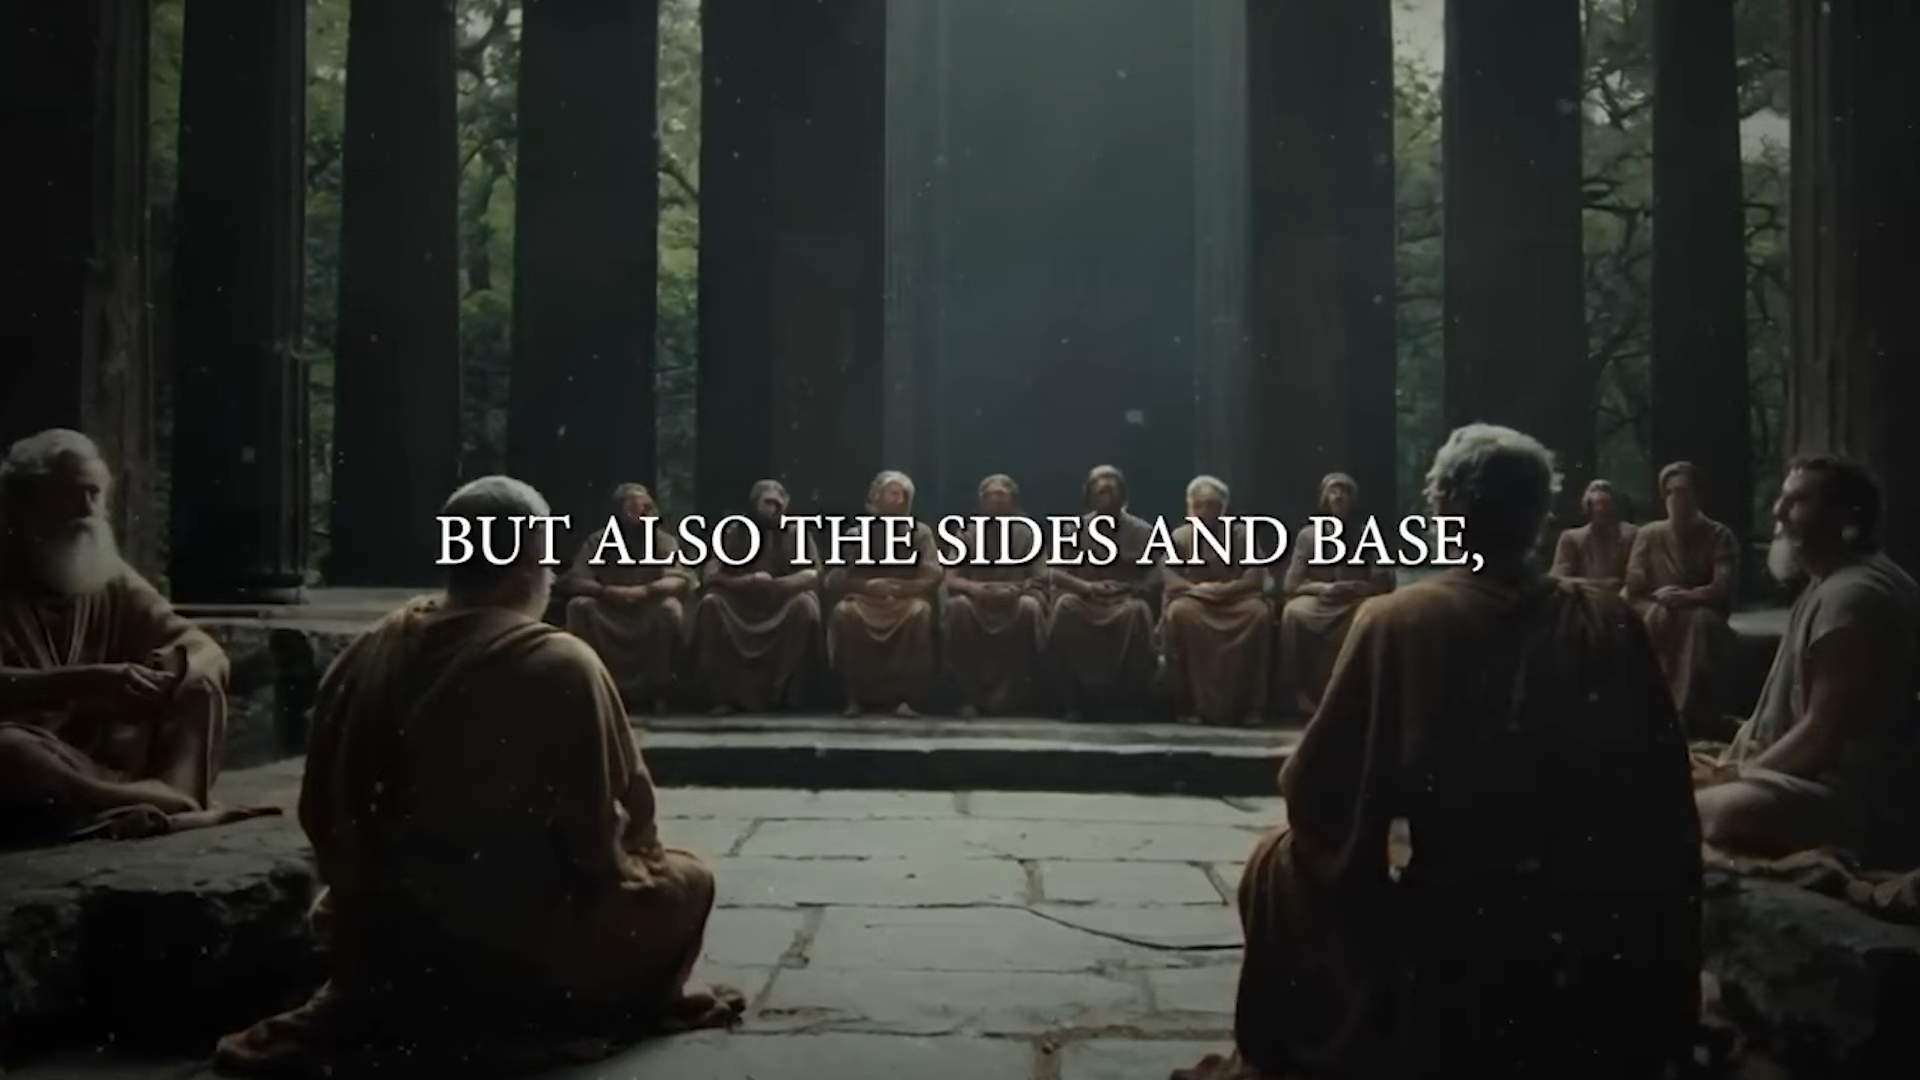 BUT ALSO THE SIDES AND BASE,